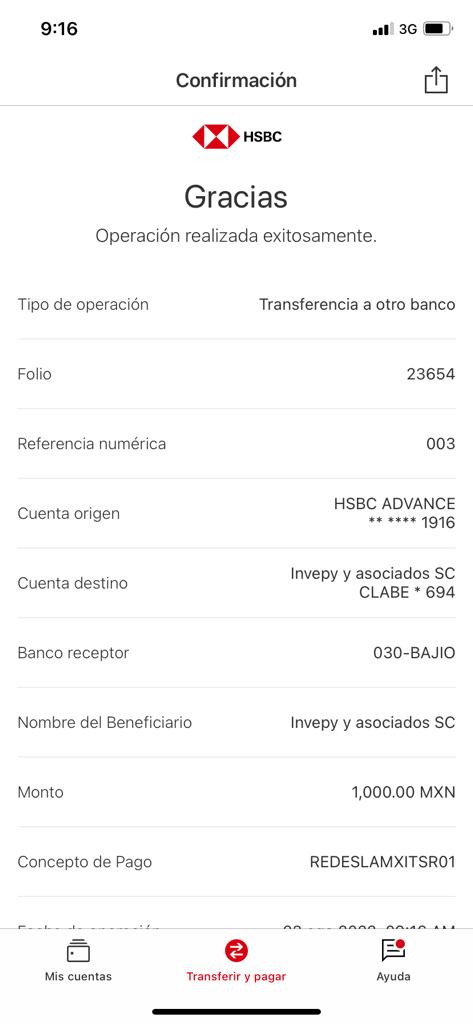 9:16
3G
Confirmación
HSBC
Gracias
Operación realizada exitosamente.
Tipo de operación Transferencia a otro banco
Folio 23654
Referencia numérica 003
Cuenta origen HSBC ADVANCE
** **** 1916
Cuenta destino Invepy y asociados SC
CLABE * 694
Banco receptor 030-BAJIO
Nombre del Beneficiario Invepy y asociados SC
Monto 1,000.00 MXN
Concepto de Pago REDESLAMXITSR01
Mis cuentas Transferir y pagar Ayuda